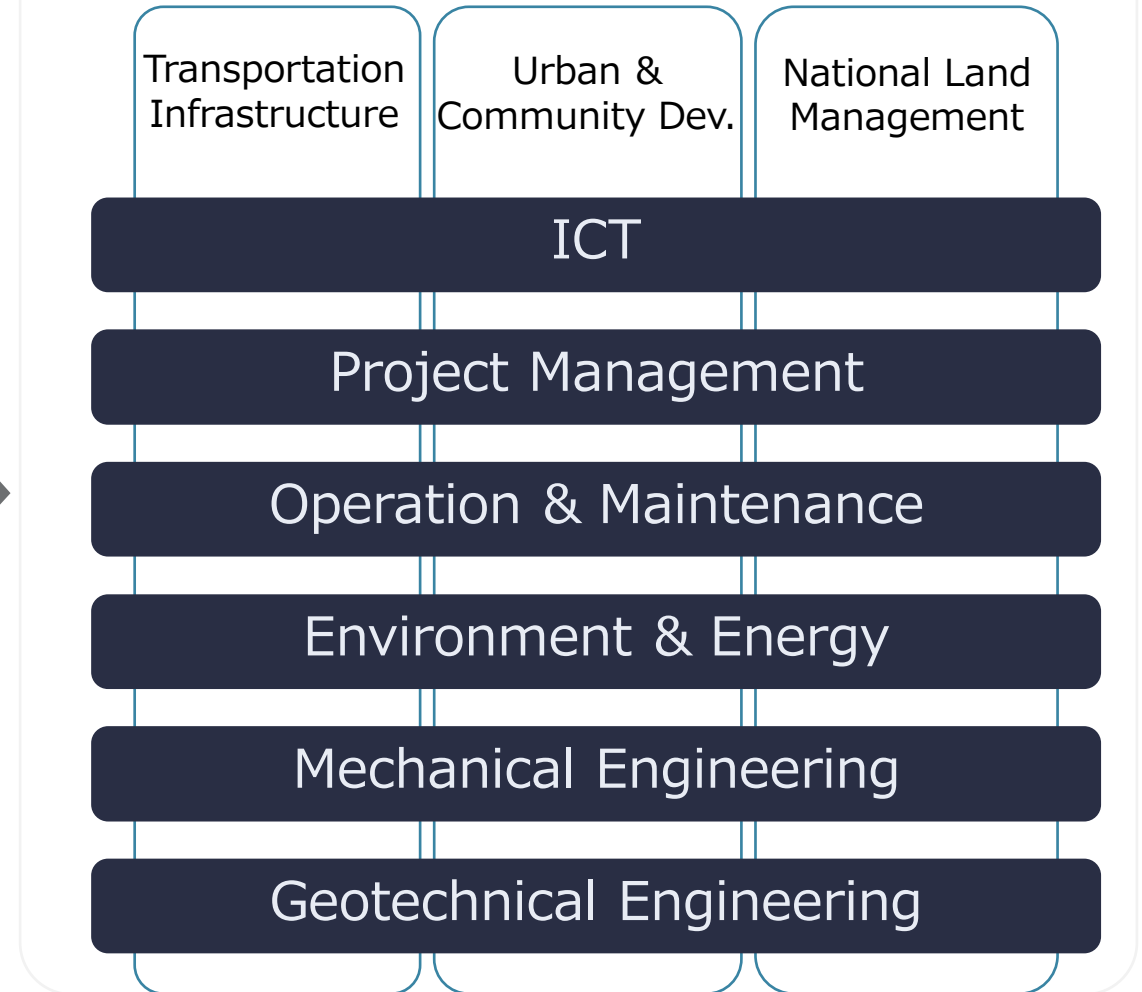 Transportation
Infrastructure
Urban &
Community Dev.
National Land
Management
ICT
Project Management
Operation & Maintenance
Environment & Energy
Mechanical Engineering
Geotechnical Engineering